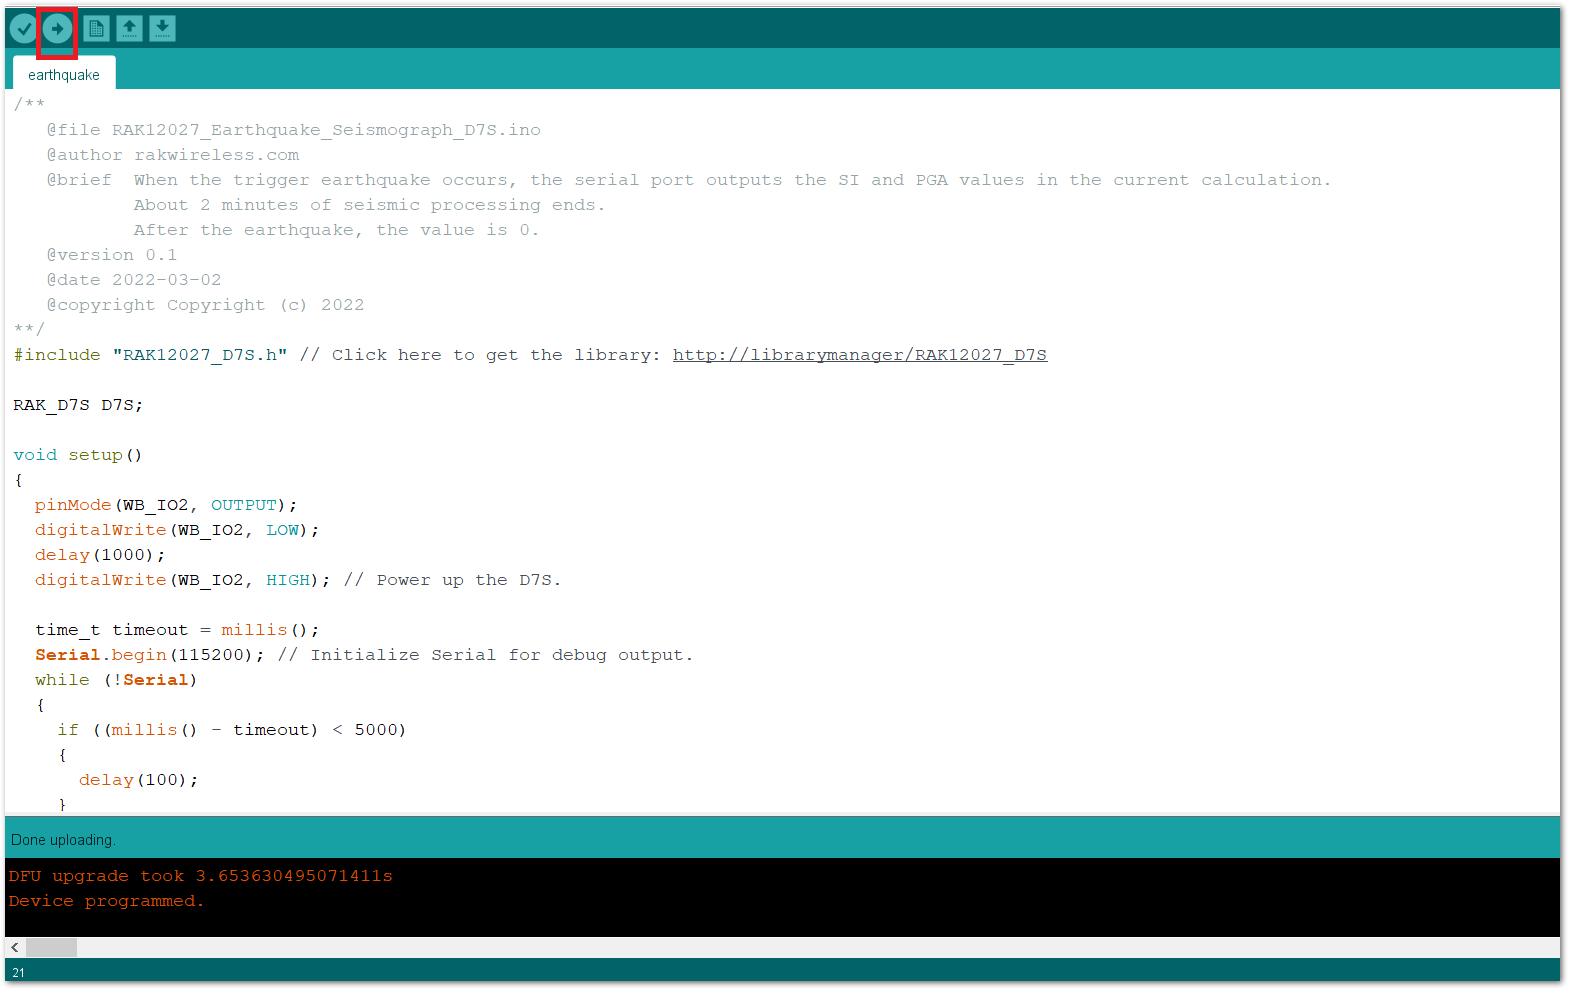 earthquake
/**
   @file RAK12027_Earthquake_Seismograph_D7S.ino
   @author rakwireless.com
   @brief  When the trigger earthquake occurs, the serial port outputs the SI and PGA values in the current calculation.
           About 2 minutes of seismic processing ends.
           After the earthquake, the value is 0.
   @version 0.1
   @date 2022-03-02
   @copyright Copyright (c) 2022
**/
#include "RAK12027_D7S.h" // Click here to get the library: http://librarymanager/RAK12027_D7S
RAK_D7S D7S;
void setup()
{
  pinMode(WB_IO2, OUTPUT);
  digitalWrite(WB_IO2, LOW);
  delay(1000);
  digitalWrite(WB_IO2, HIGH); // Power up the D7S.
  time_t timeout = millis();
  Serial.begin(115200); // Initialize Serial for debug output.
  while (!Serial)
  {
    if ((millis() - timeout) < 5000)
    {
      delay(100);
    }
Done uploading.
DFU upgrade took 3.653630495071411s
Device programmed.
21